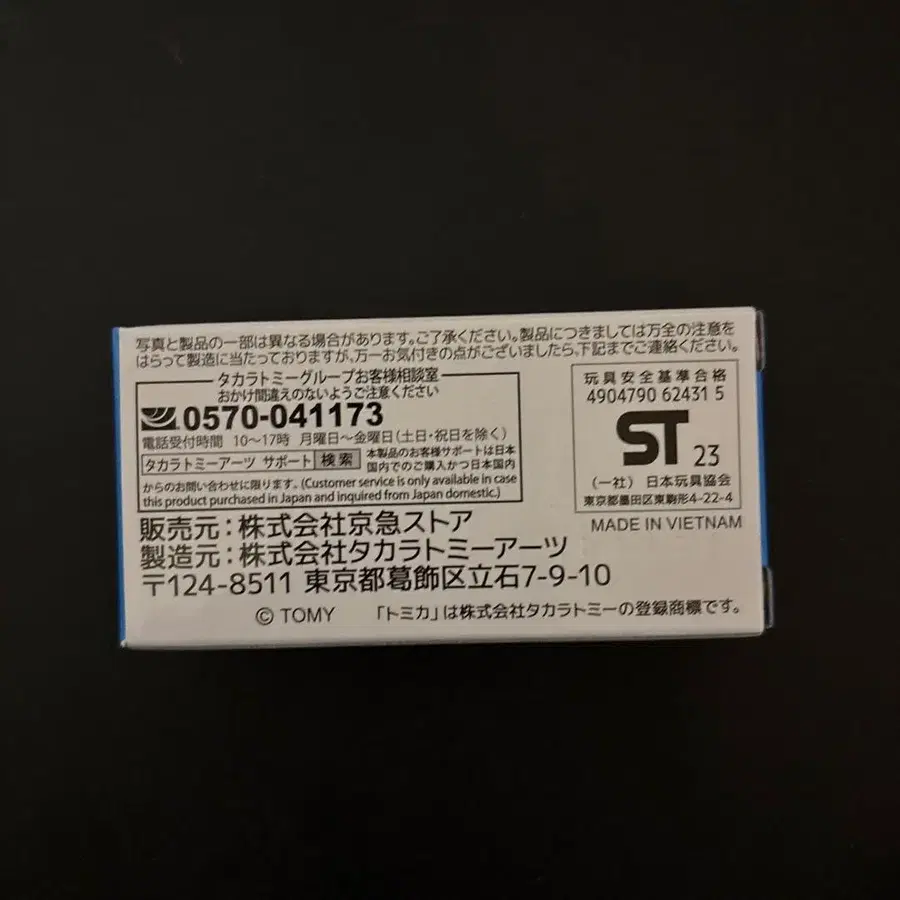 写真と製品の一部は異なる場合があります。ご了承ください。製品につきましては万全の注意を
はらって製造に当たっておりますが、万一お気付きの点がございましたら、下記までご連絡ください。
タカラトミーグループお客様相談室
おかけ間違えのないようご注意ください
0570-041173
電話受付時間 10〜17時 月曜日〜金曜日(土日・祝日を除く)
タカラトミーアーツ サポート 検索
本製品のお客様サポートは日本
国内でのご購入かつ日本国内
からのお問い合わせに限ります。(Customer service is only available in case
this product purchased in Japan and inquired from Japan domestic.)
玩具安全基準合格
4904790 62431 5
ST 23
(一社) 日本玩具協会
東京都墨田区東駒形4-22-4
MADE IN VIETNAM
販売元:株式会社京急ストア
製造元:株式会社タカラトミーアーツ
〒124-8511 東京都葛飾区立石7-9-10
© TOMY 「トミカ」は株式会社タカラトミーの登録商標です。